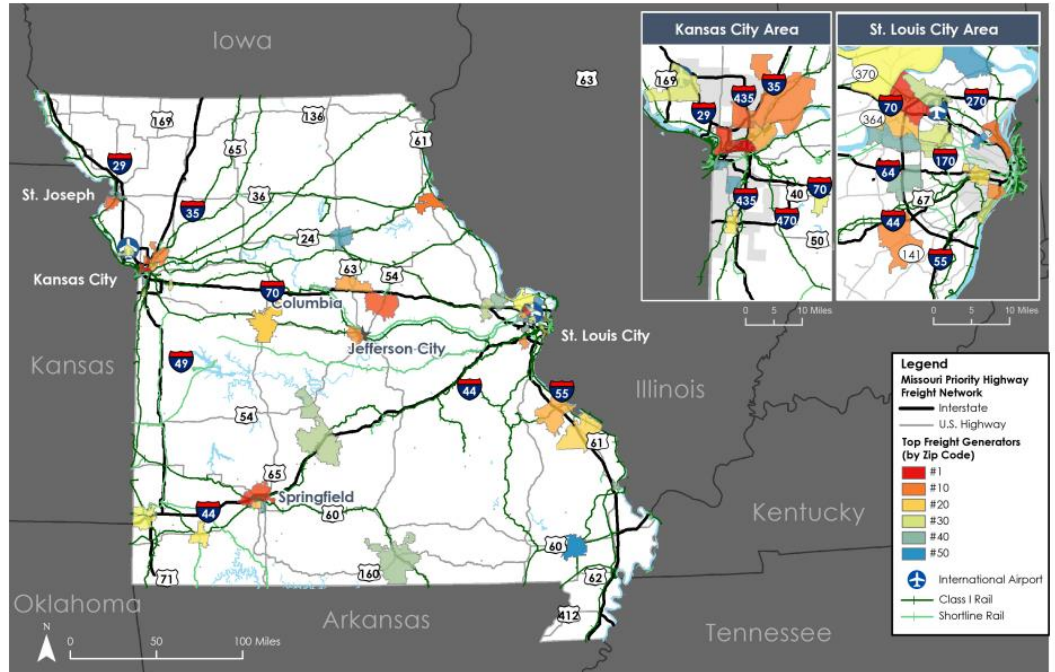 Iowa
Kansas City Area
St. Louis City Area
63
169
435
35
29
435
40
70
470
50
370
70
270
364
64
170
67
44
141
55
0 5 10 Miles
0 5 10 Miles
169
136
65
61
29
St. Joseph
36
35
24
Kansas City
63
54
70
Columbia
Jefferson City
St. Louis City
Kansas
49
44
55
Illinois
54
61
65
Springfield
44
60
60
Kentucky
71
160
62
412
Oklahoma
Arkansas
Tennessee
N
0 50 100 Miles
Legend
Missouri Priority Highway
Freight Network
Interstate
U.S. Highway
Top Freight Generators
(by Zip Code)
#1
#10
#20
#30
#40
#50
International Airport
Class I Rail
Shortline Rail